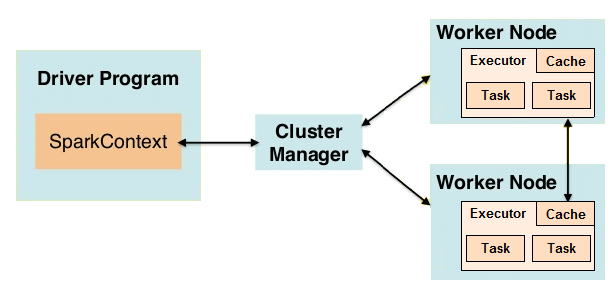 Driver Program
SparkContext
Cluster
Manager
Worker Node
Executor
Cache
Task
Task
Worker Node
Executor
Cache
Task
Task